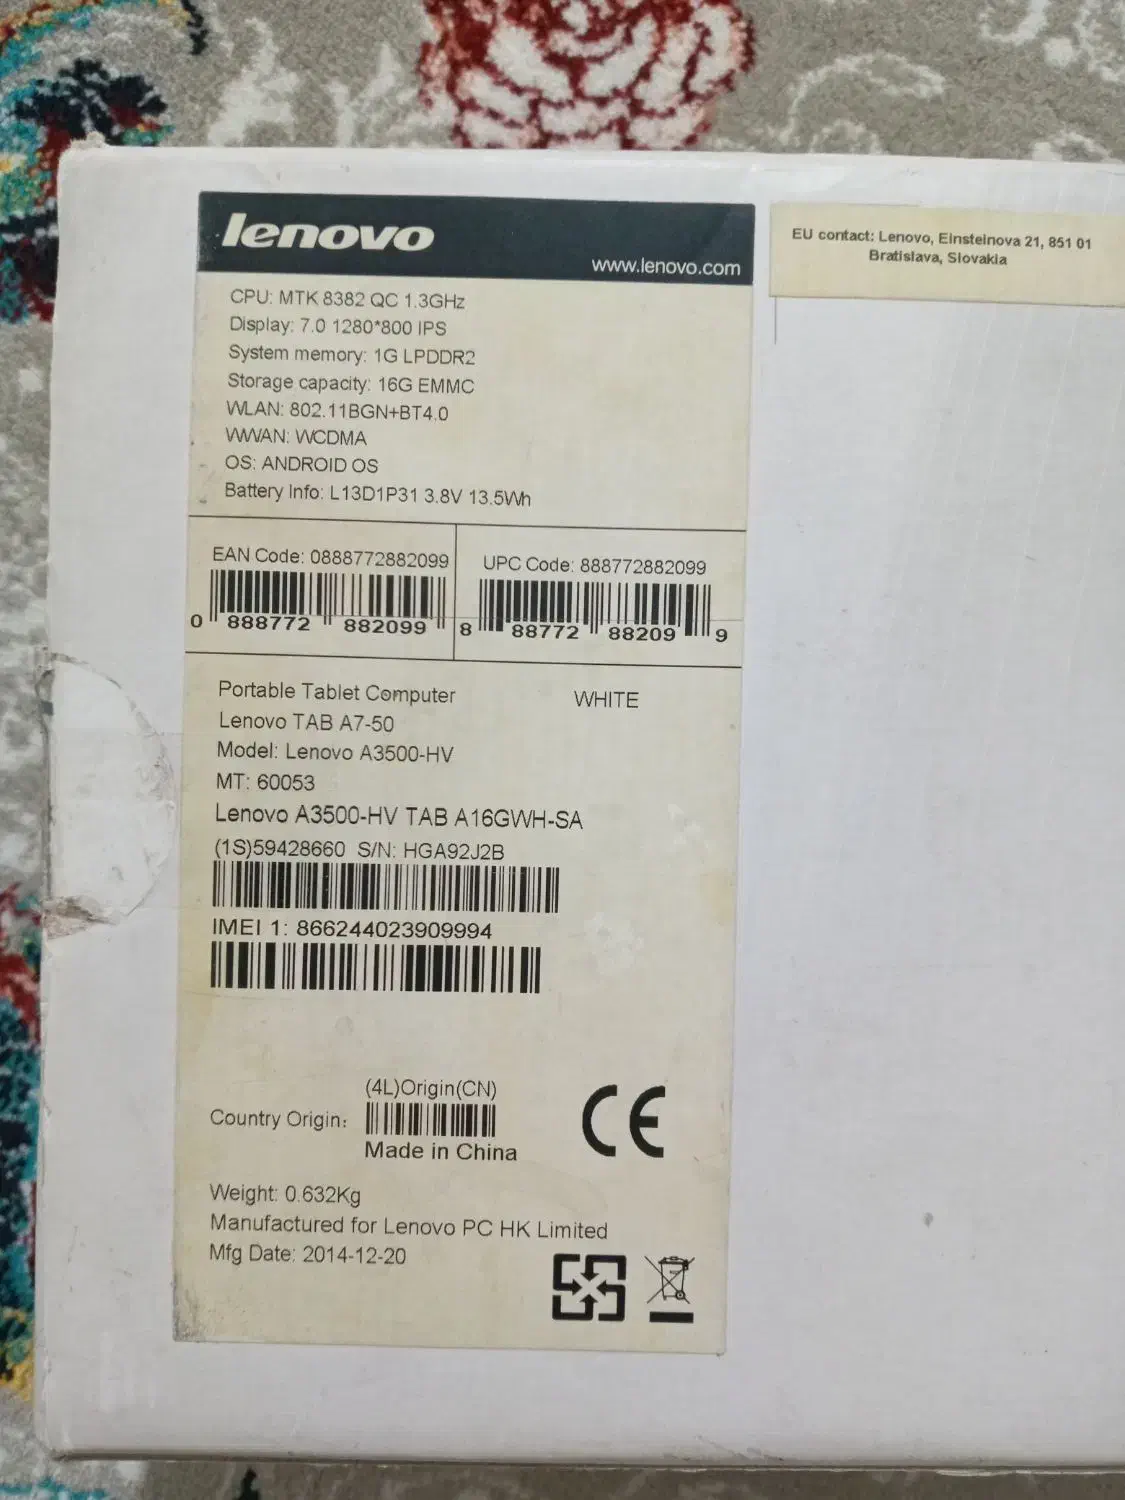 lenovo
www.lenovo.com
EU contact: Lenovo, Einsteinova 21, 851 01
Bratislava, Slovakia
CPU: MTK 8382 QC 1.3GHz
Display: 7.0 1280*800 IPS
System memory: 1G LPDDR2
Storage capacity: 16G EMMC
WLAN: 802.11BGN+BT4.0
WWAN: WCDMA
OS: ANDROID OS
Battery Info: L13D1P31 3.8V 13.5Wh
EAN Code: 0888772882099
0 888772 882099
UPC Code: 888772882099
8 88772 88209 9
Portable Tablet Computer WHITE
Lenovo TAB A7-50
Model: Lenovo A3500-HV
MT: 60053
Lenovo A3500-HV TAB A16GWH-SA
(1S)59428660 S/N: HGA92J2B
IMEI 1: 866244023909994
(4L)Origin(CN)
Country Origin:
Made in China
CE
Weight: 0.632Kg
Manufactured for Lenovo PC HK Limited
Mfg Date: 2014-12-20